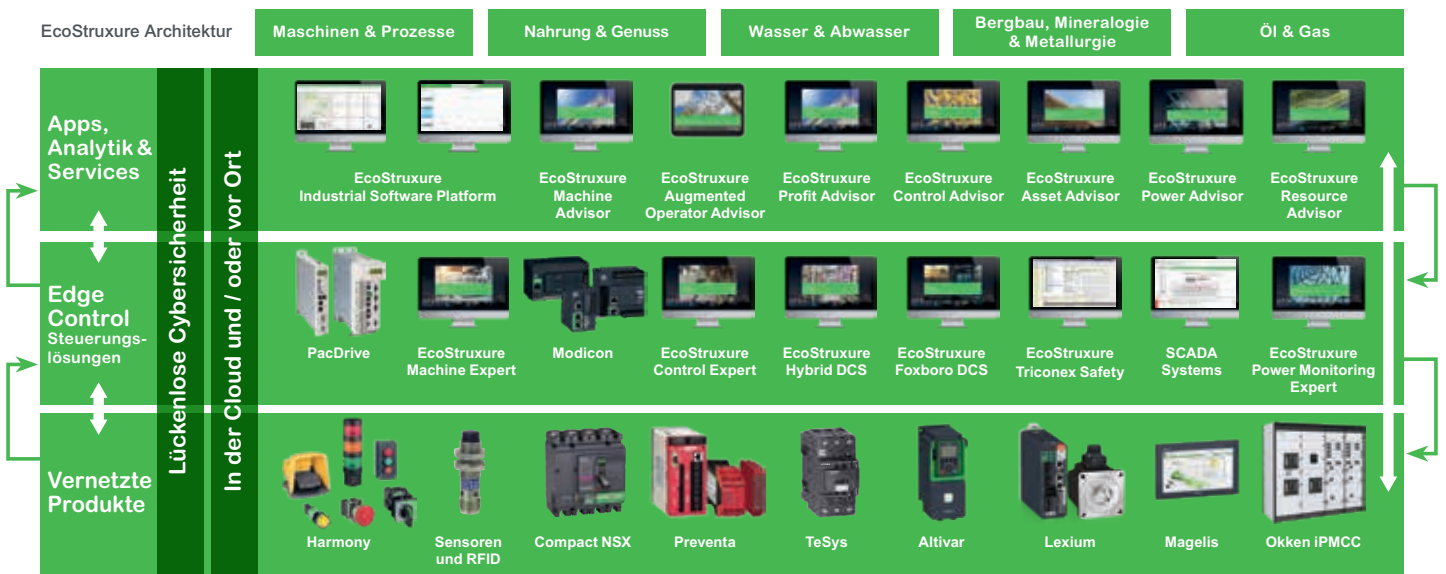 EcoStruxure Architektur
Maschinen & Prozesse
Nahrung & Genuss
Wasser & Abwasser
Bergbau, Mineralogie
& Metallurgie
Öl & Gas
Apps,
Analytik &
Services
Lückenlose Cybersicherheit
In der Cloud und / oder vor Ort
EcoStruxure
Industrial Software Platform
EcoStruxure
Machine
Advisor
EcoStruxure
Augmented
Operator Advisor
EcoStruxure
Profit Advisor
EcoStruxure
Control Advisor
EcoStruxure
Asset Advisor
EcoStruxure
Power Advisor
EcoStruxure
Resource
Advisor
Edge
Control
Steuerungs-
lösungen
PacDrive
EcoStruxure
Machine Expert
Modicon
EcoStruxure
Control Expert
EcoStruxure
Hybrid DCS
EcoStruxure
Foxboro DCS
EcoStruxure
Triconex Safety
SCADA
Systems
EcoStruxure
Power Monitoring
Expert
Vernetzte
Produkte
Harmony
Sensoren
und RFID
Compact NSX
Preventa
TeSys
Altivar
Lexium
Magelis
Okken iPMCC